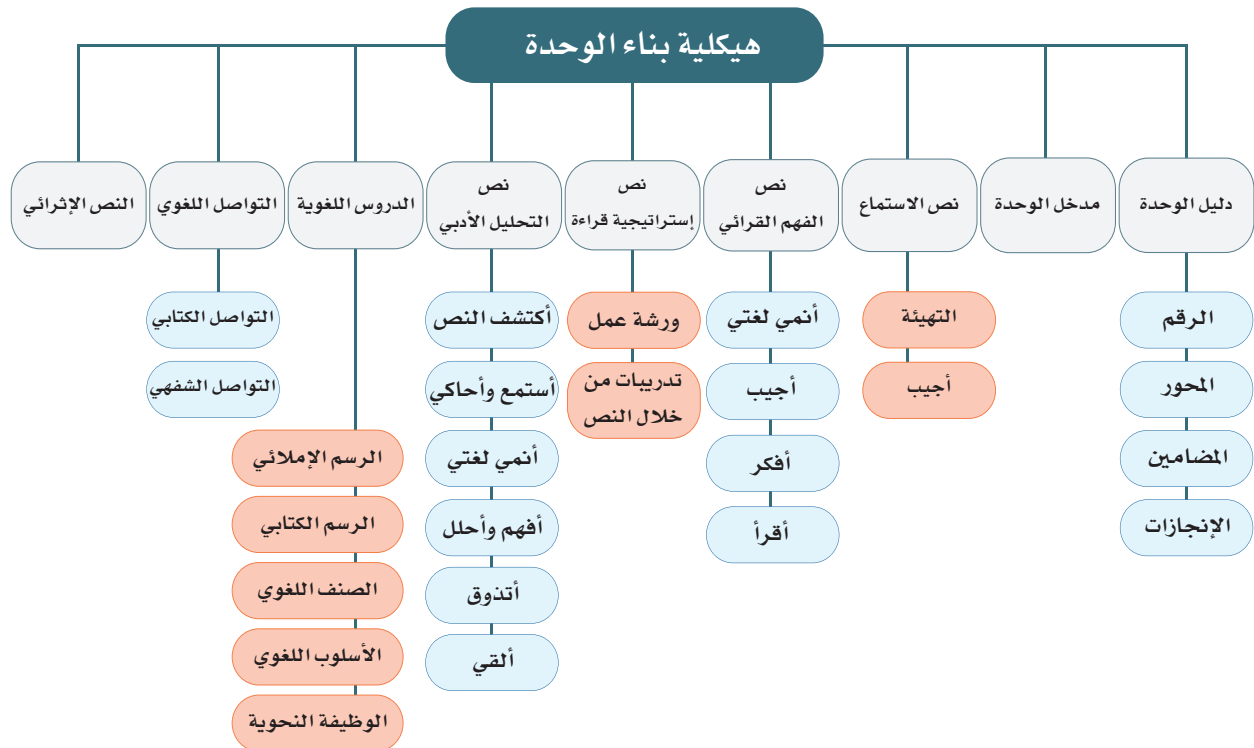 هيكلية بناء الوحدة
دليل الوحدة
مدخل الوحدة
نص الاستماع
نص
الفهم القرائي
نص
إستراتيجية قراءة
نص
التحليل الأدبي
الدروس اللغوية
التواصل اللغوي
النص الإثرائي
الرقم
المحور
المضامين
الإنجازات
التهيئة
أجيب
أنمي لغتي
أجيب
أفكر
أقرأ
ورشة عمل
تدريبات من
خلال النص
أكتشف النص
أستمع وأحاكي
أنمي لغتي
أفهم وأحلل
أتذوق
ألقي
الرسم الإملائي
الرسم الكتابي
الصنف اللغوي
الأسلوب اللغوي
الوظيفة النحوية
التواصل الكتابي
التواصل الشفهي